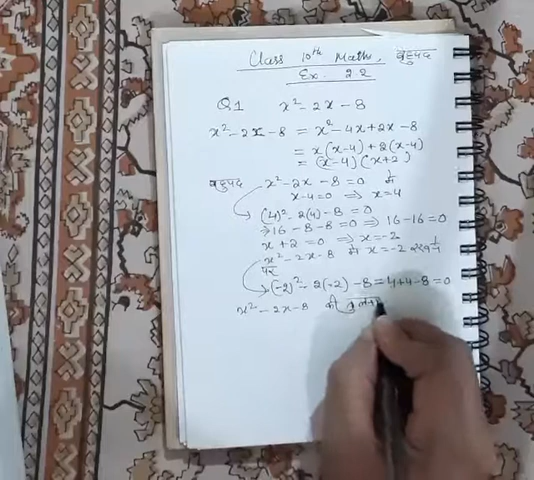 Class 10th Maths, बहुपद
Ex. 2.2
Q1 x² - 2x - 8
x² - 2x - 8 = x² - 4x + 2x - 8
= x(x-4) + 2(x-4)
= (x-4)(x+2)
बहुपद x² - 2x - 8 = 0 में
x-4=0 ⇒ x=4
(4)² - 2(4) - 8 = 0
⇒ 16 - 8 - 8 = 0 ⇒ 16 - 16 = 0
x + 2 = 0 ⇒ x = -2
x² - 2x - 8 में x = -2 रखने
पर
(-2)² - 2(-2) - 8 = 4+4-8 = 0
x² - 2x - 8 की